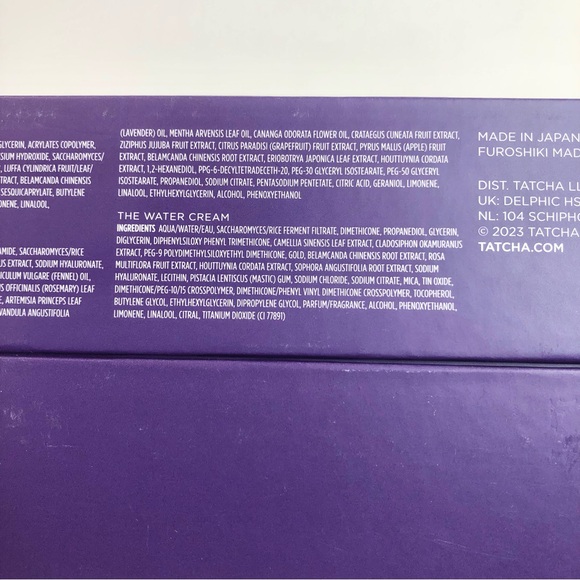 GLYCERIN, ACRYLATES COPOLYMER,
SIUM HYDROXIDE, SACCHAROMYCES/
, LUFFA CYLINDRICA FRUIT/LEAF/
TRACT, BELAMCANDA CHINENSIS
SESQUICAPRYLATE, BUTYLENE
NONENE, LINALOOL,
AMIDE, SACCHAROMYCES/RICE
US EXTRACT, SODIUM HYALURONATE,
ICULUM VULGARE (FENNEL) OIL,
US OFFICINALIS (ROSEMARY) LEAF
E, ARTEMISIA PRINCEPS LEAF
VANDULA ANGUSTIFOLIA
(LAVENDER) OIL, MENTHA ARVENSIS LEAF OIL, CANANGA ODORATA FLOWER OIL, CRATAEGUS CUNEATA FRUIT EXTRACT,
ZIZIPHUS JUJUBA FRUIT EXTRACT, CITRUS PARADISI (GRAPEFRUIT) FRUIT EXTRACT, PYRUS MALUS (APPLE) FRUIT
EXTRACT, BELAMCANDA CHINENSIS ROOT EXTRACT, ERIOBOTRYA JAPONICA LEAF EXTRACT, HOUTTUYNIA CORDATA
EXTRACT, 1,2-HEXANEDIOL, PPG-6-DECYLTETRADECETH-20, PEG-30 GLYCERYL ISOSTEARATE, PEG-50 GLYCERYL
ISOSTEARATE, PROPANEDIOL, SODIUM CITRATE, PENTASODIUM PENTETATE, CITRIC ACID, GERANIOL, LIMONENE,
LINALOOL, ETHYLHEXYLGLYCERIN, ALCOHOL, PHENOXYETHANOL
THE WATER CREAM
INGREDIENTS AQUA/WATER/EAU, SACCHAROMYCES/RICE FERMENT FILTRATE, DIMETHICONE, PROPANEDIOL, GLYCERIN,
DIGLYCERIN, DIPHENYLSILOXY PHENYL TRIMETHICONE, CAMELLIA SINENSIS LEAF EXTRACT, CLADOSIPHON OKAMURANUS
EXTRACT, PEG-9 POLYDIMETHYLSILOXYETHYL DIMETHICONE, GOLD, BELAMCANDA CHINENSIS ROOT EXTRACT, ROSA
MULTIFLORA FRUIT EXTRACT, HOUTTUYNIA CORDATA EXTRACT, SOPHORA ANGUSTIFOLIA ROOT EXTRACT, SODIUM
HYALURONATE, LECITHIN, PISTACIA LENTISCUS (MASTIC) GUM, SODIUM CHLORIDE, SODIUM CITRATE, MICA, TIN OXIDE,
DIMETHICONE/PEG-10/15 CROSSPOLYMER, DIMETHICONE/PHENYL VINYL DIMETHICONE CROSSPOLYMER, TOCOPHEROL,
BUTYLENE GLYCOL, ETHYLHEXYLGLYCERIN, DIPROPYLENE GLYCOL, PARFUM/FRAGRANCE, ALCOHOL, PHENOXYETHANOL,
LIMONENE, LINALOOL, CITRAL, TITANIUM DIOXIDE (CI 77891)
MADE IN JAPAN
FUROSHIKI MAD
DIST. TATCHA LL
UK: DELPHIC HS
NL: 104 SCHIPHO
© 2023 TATCHA
TATCHA.COM